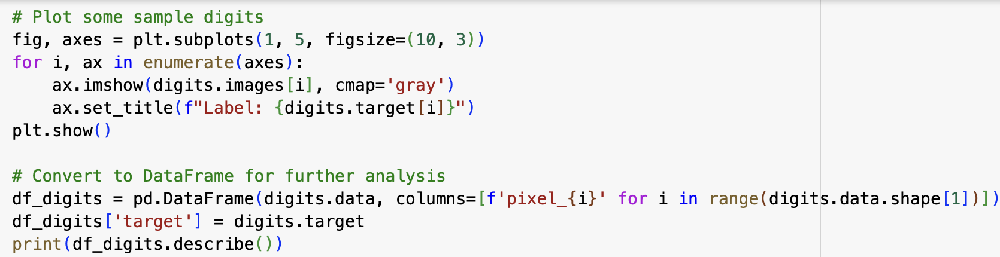 # Plot some sample digits
fig, axes = plt.subplots(1, 5, figsize=(10, 3))
for i, ax in enumerate(axes):
    ax.imshow(digits.images[i], cmap='gray')
    ax.set_title(f"Label: {digits.target[i]}")
plt.show()

# Convert to DataFrame for further analysis
df_digits = pd.DataFrame(digits.data, columns=[f'pixel_{i}' for i in range(digits.data.shape[1])])
df_digits['target'] = digits.target
print(df_digits.describe())